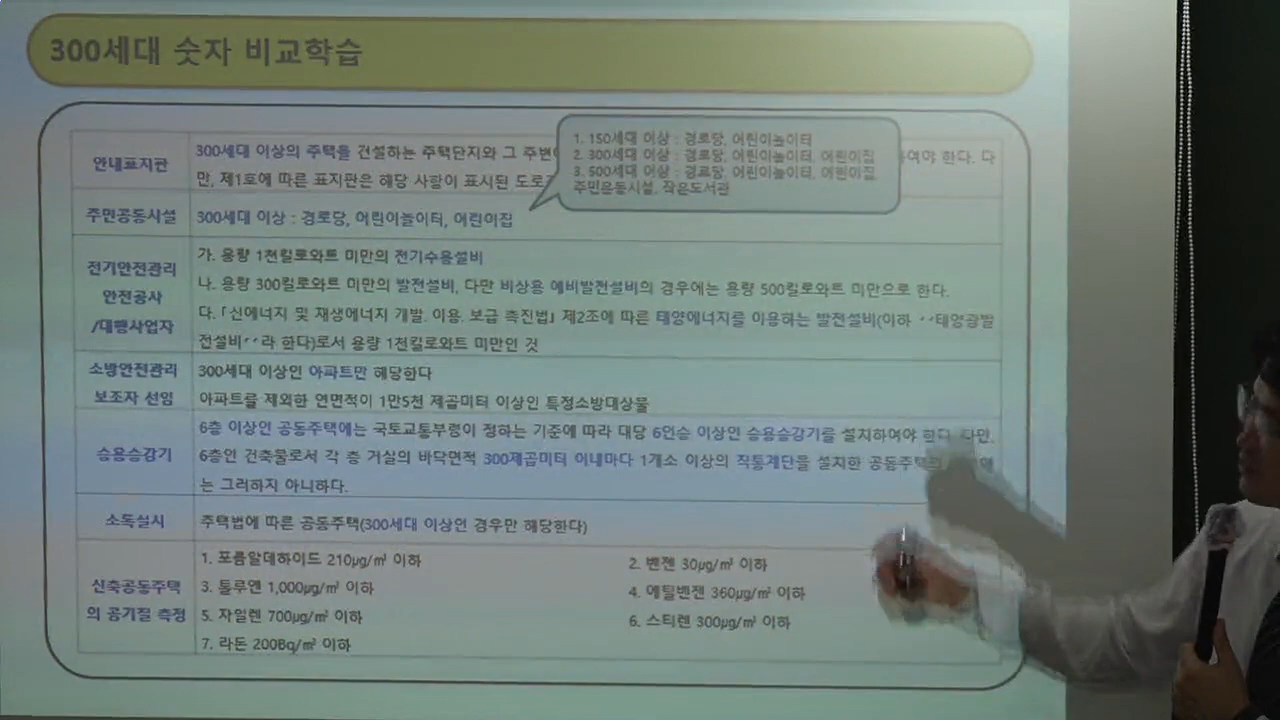 300세대 숫자 비교학습
안내표지판
300세대 이상의 주택을 건설하는 주택단지와 그 주변
여야 한다. 다
만, 제1호에 따른 표지판은 해당 사항이 표시된 도로
1. 150세대 이상 : 경로당, 어린이놀이터
2. 300세대 이상 : 경로당, 어린이놀이터, 어린이집
3. 500세대 이상 : 경로당, 어린이놀이터, 어린이집
주민운동시설, 작은도서관
주민공동시설
300세대 이상 : 경로당, 어린이놀이터, 어린이집
전기안전관리
안전공사
/대행사업자
가. 용량 1천킬로와트 미만의 전기수용설비
나. 용량 300킬로와트 미만의 발전설비, 다만 비상용 예비발전설비의 경우에는 용량 500킬로와트 미만으로 한다.
다. 「신에너지 및 재생에너지 개발. 이용. 보급 촉진법」 제2조에 따른 태양에너지를 이용하는 발전설비(이하 ‘‘태양광발
전설비‘‘라 한다)로서 용량 1천킬로와트 미만인 것
소방안전관리
보조자 선임
300세대 이상인 아파트만 해당한다
아파트를 제외한 연면적이 1만5천 제곱미터 이상인 특정소방대상물
승용승강기
6층 이상인 공동주택에는 국토교통부령이 정하는 기준에 따라 대당 6인승 이상인 승용승강기를 설치하여야 한다. 다만,
6층인 건축물로서 각 층 거실의 바닥면적 300제곱미터 이내마다 1개소 이상의 직통계단을 설치한 공동주택의
는 그러하지 아니하다.
소독실시
주택법에 따른 공동주택(300세대 이상인 경우만 해당한다)
신축공동주택
의 공기질 측정
1. 포름알데하이드 210μg/㎥ 이하
2. 벤젠 30μg/㎥ 이하
3. 톨루엔 1,000μg/㎥ 이하
4. 에틸벤젠 360μg/㎥ 이하
5. 자일렌 700μg/㎥ 이하
6. 스티렌 300μg/㎥ 이하
7. 라돈 200Bq/㎥ 이하